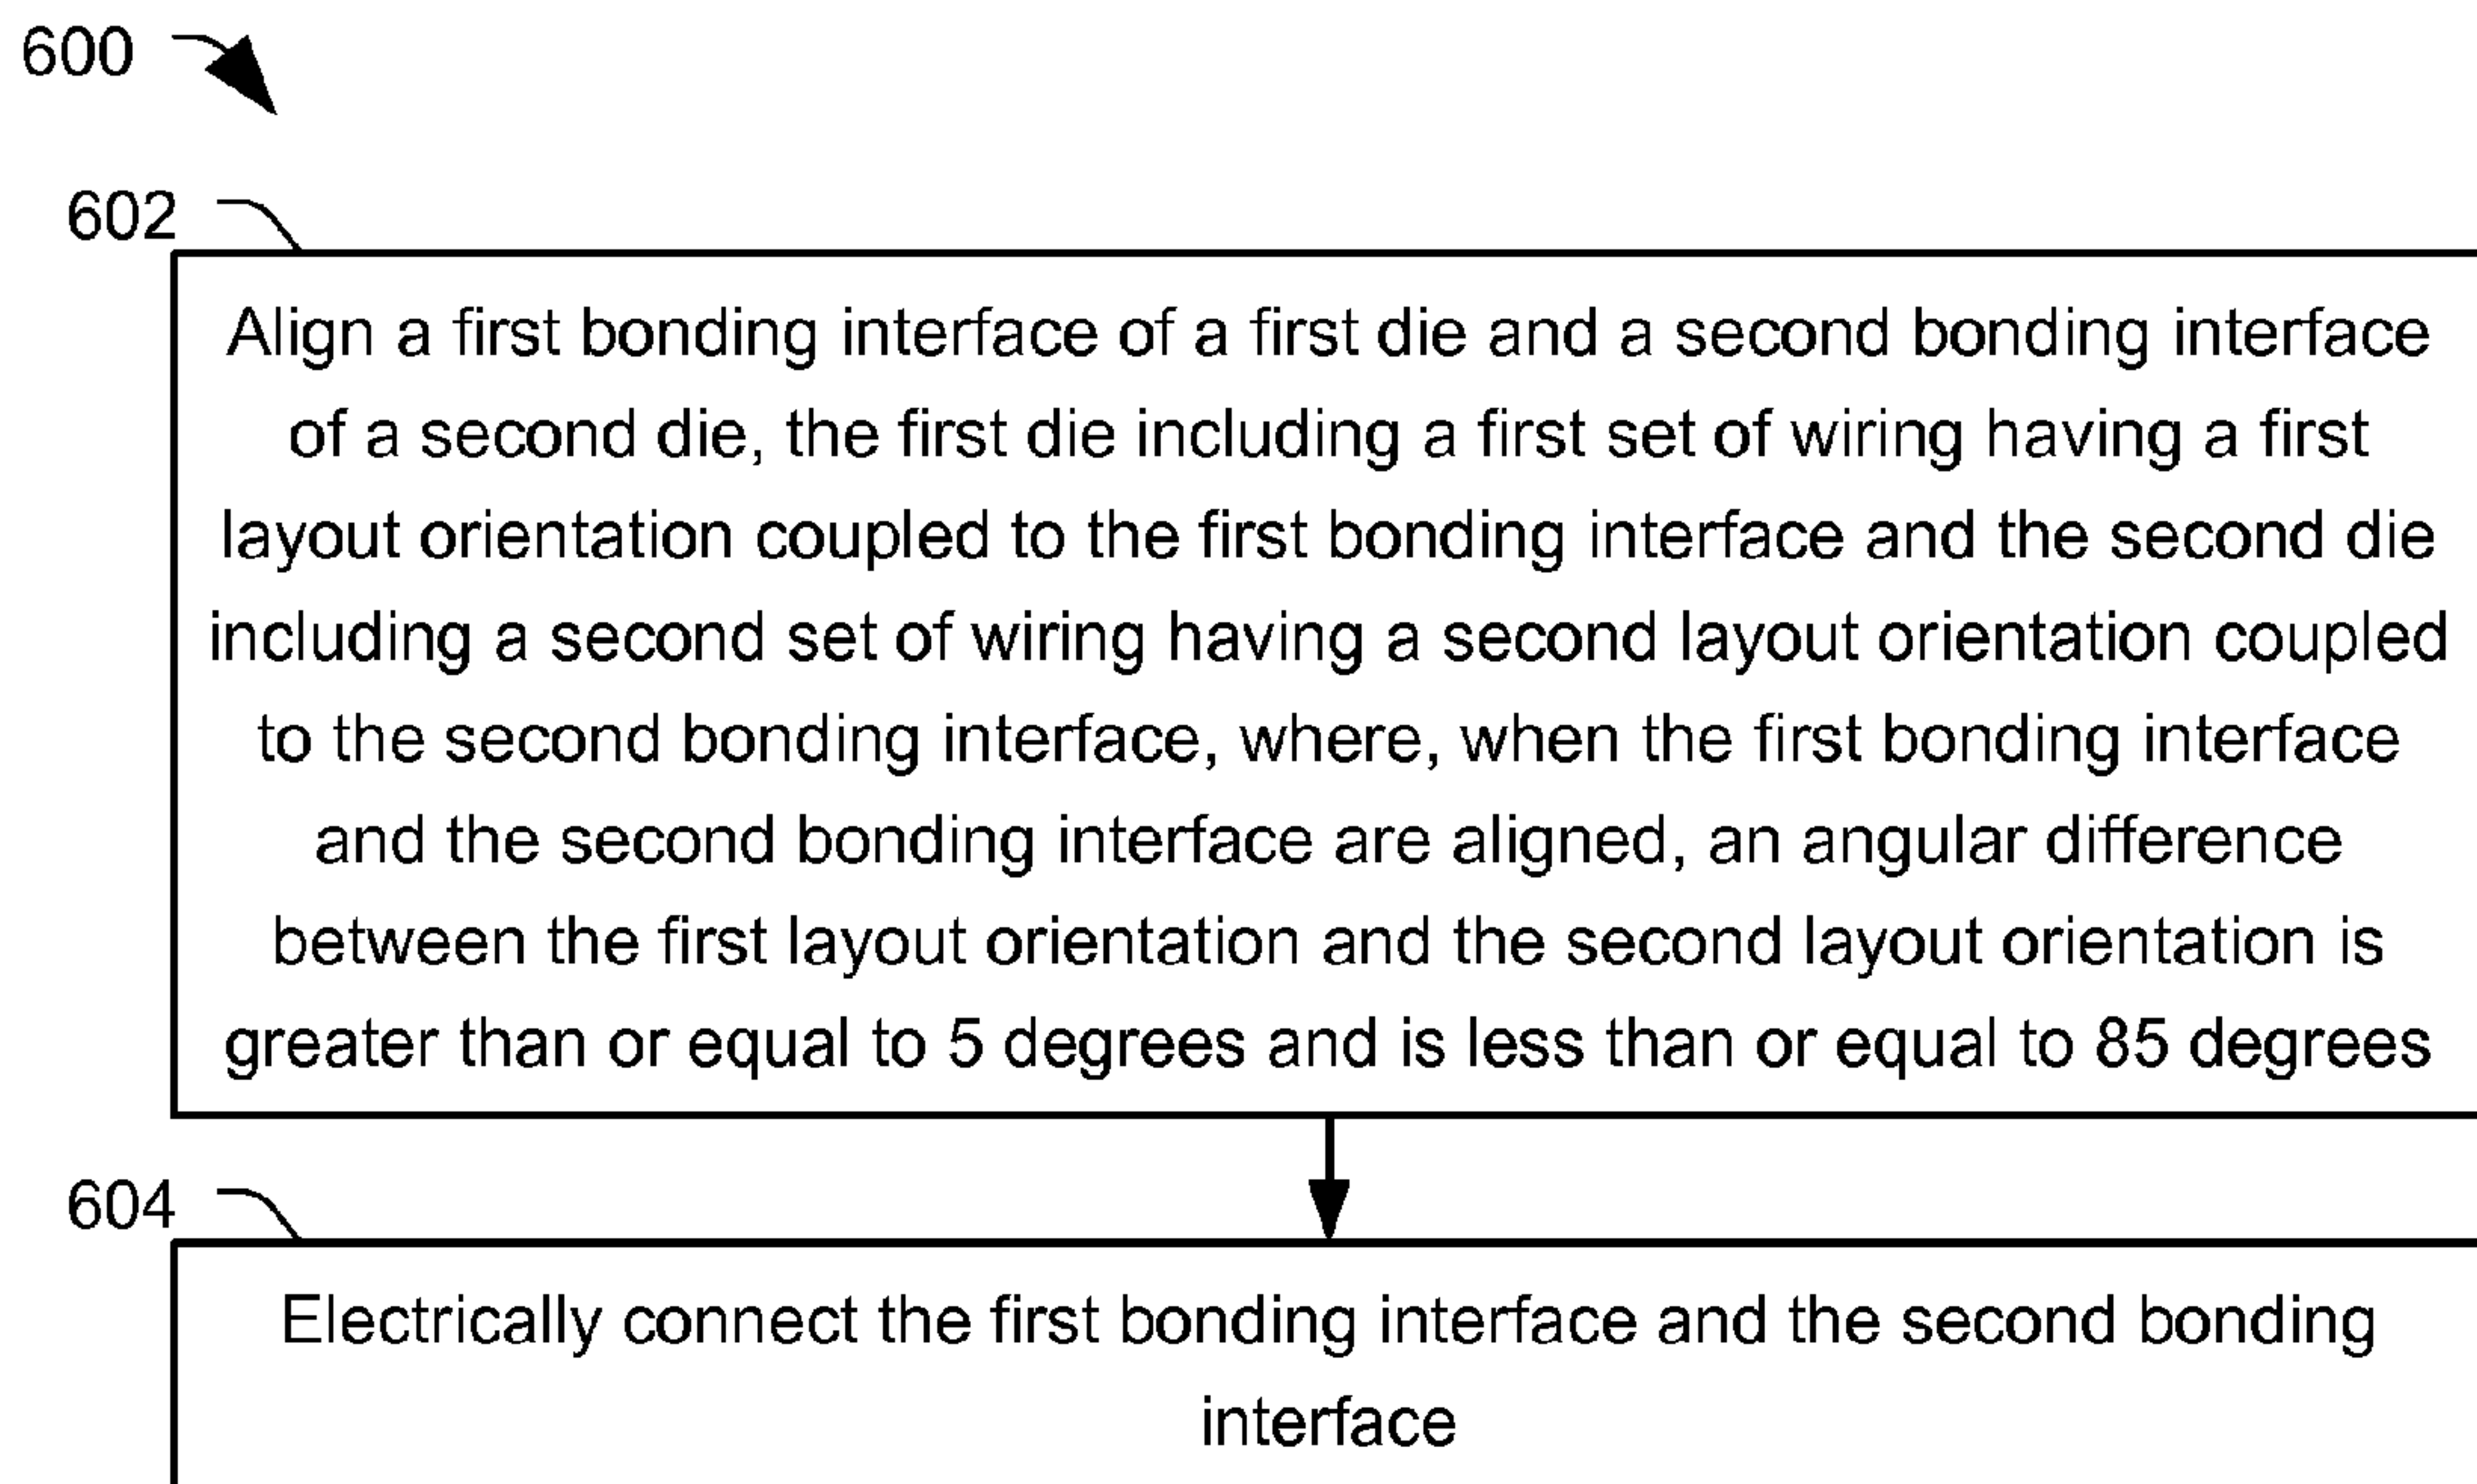 600
602
Align a first bonding interface of a first die and a second bonding interface
of a second die, the first die including a first set of wiring having a first
layout orientation coupled to the first bonding interface and the second die
including a second set of wiring having a second layout orientation coupled
to the second bonding interface, where, when the first bonding interface
and the second bonding interface are aligned, an angular difference
between the first layout orientation and the second layout orientation is
greater than or equal to 5 degrees and is less than or equal to 85 degrees
604
Electrically connect the first bonding interface and the second bonding
interface